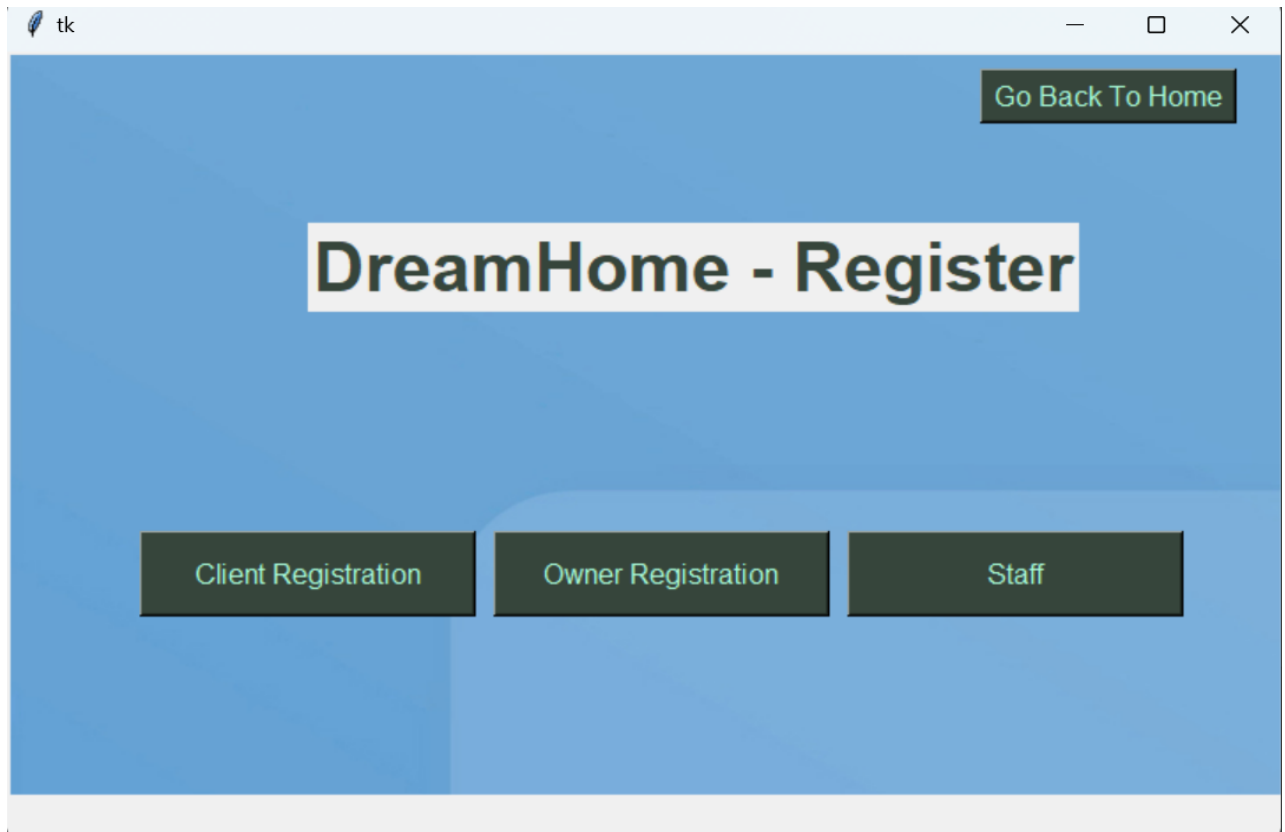 tk
Go Back To Home
DreamHome - Register
Client Registration
Owner Registration
Staff